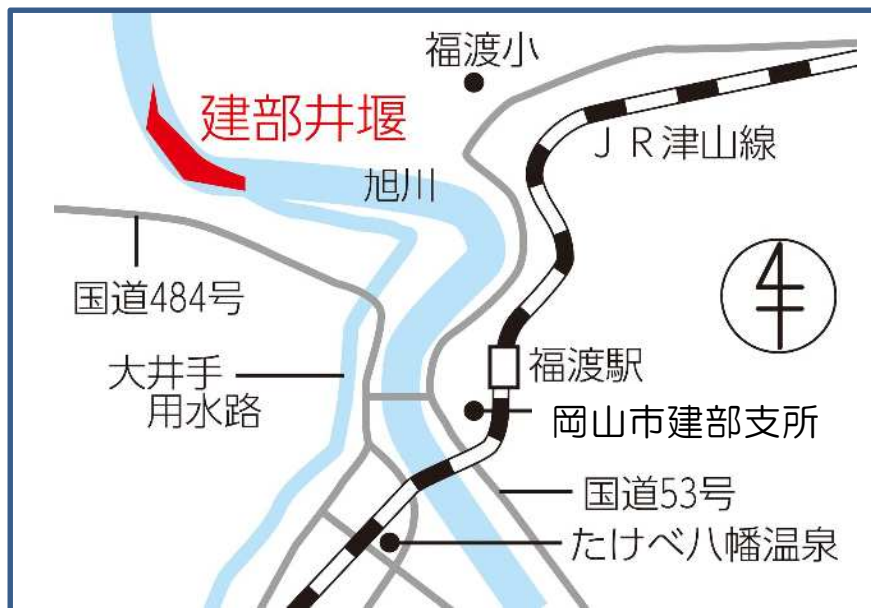 福渡小
建部井堰
ＪＲ津山線
旭川
国道484号
大井手
用水路
福渡駅
岡山市建部支所
国道53号
たけべ八幡温泉